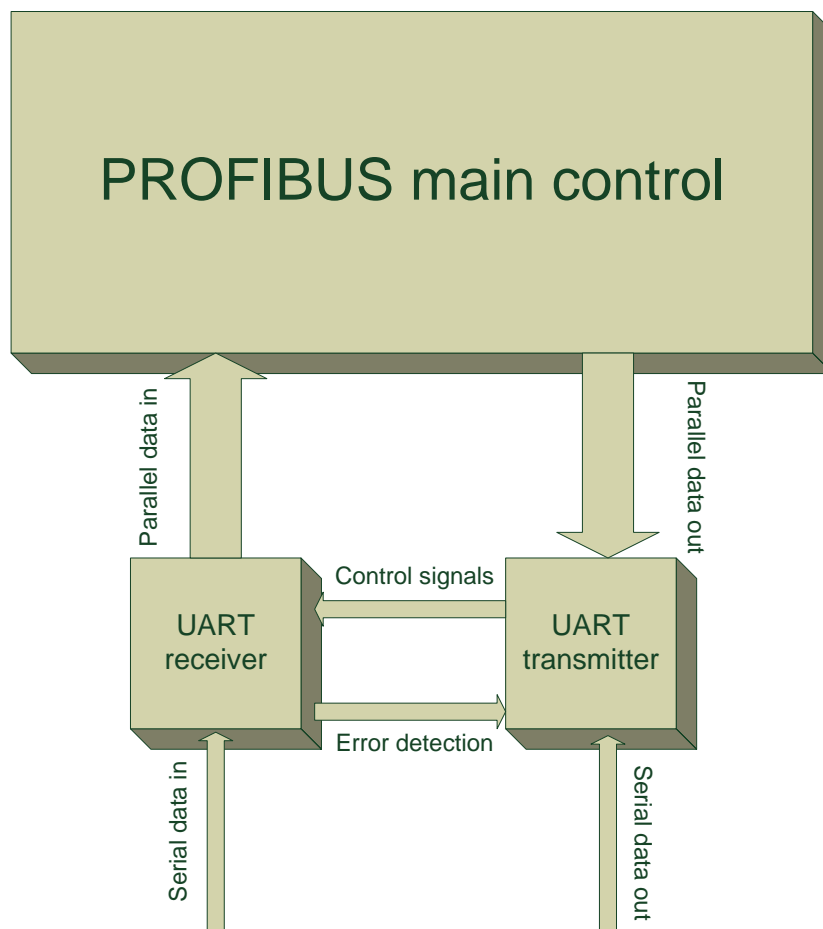 PROFIBUS main control
Parallel data in
Parallel data out
Control signals
UART
receiver
UART
transmitter
Error detection
Serial data in
Serial data out